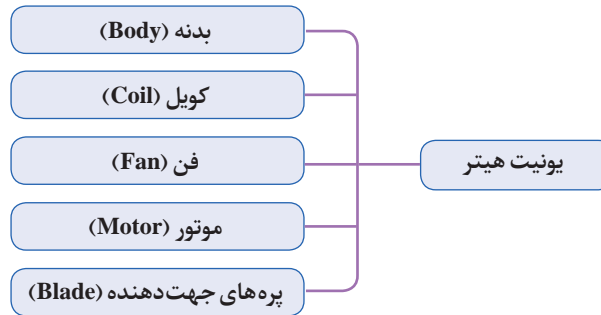 یونیت هیتر
بدنه (Body)
کویل (Coil)
فن (Fan)
موتور (Motor)
پره‌های جهت‌دهنده (Blade)